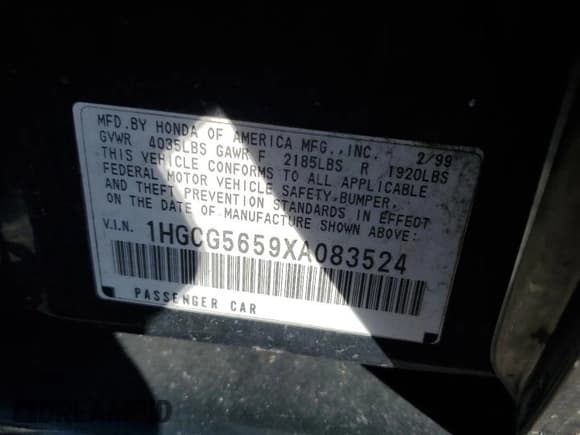 MFD.BY HONDA OF AMERICA MFG.,INC. 2/99
GVWR 4035LBS GAWR F 2185LBS R 1920LBS
THIS VEHICLE CONFORMS TO ALL APPLICABLE
FEDERAL MOTOR VEHICLE SAFETY,BUMPER,
AND THEFT PREVENTION STANDARDS IN EFFECT
ON THE DATE OF MANUFACTURE SHOWN ABOVE:
V.I.N. 1HGCG5659XA083524
PASSENGER CAR